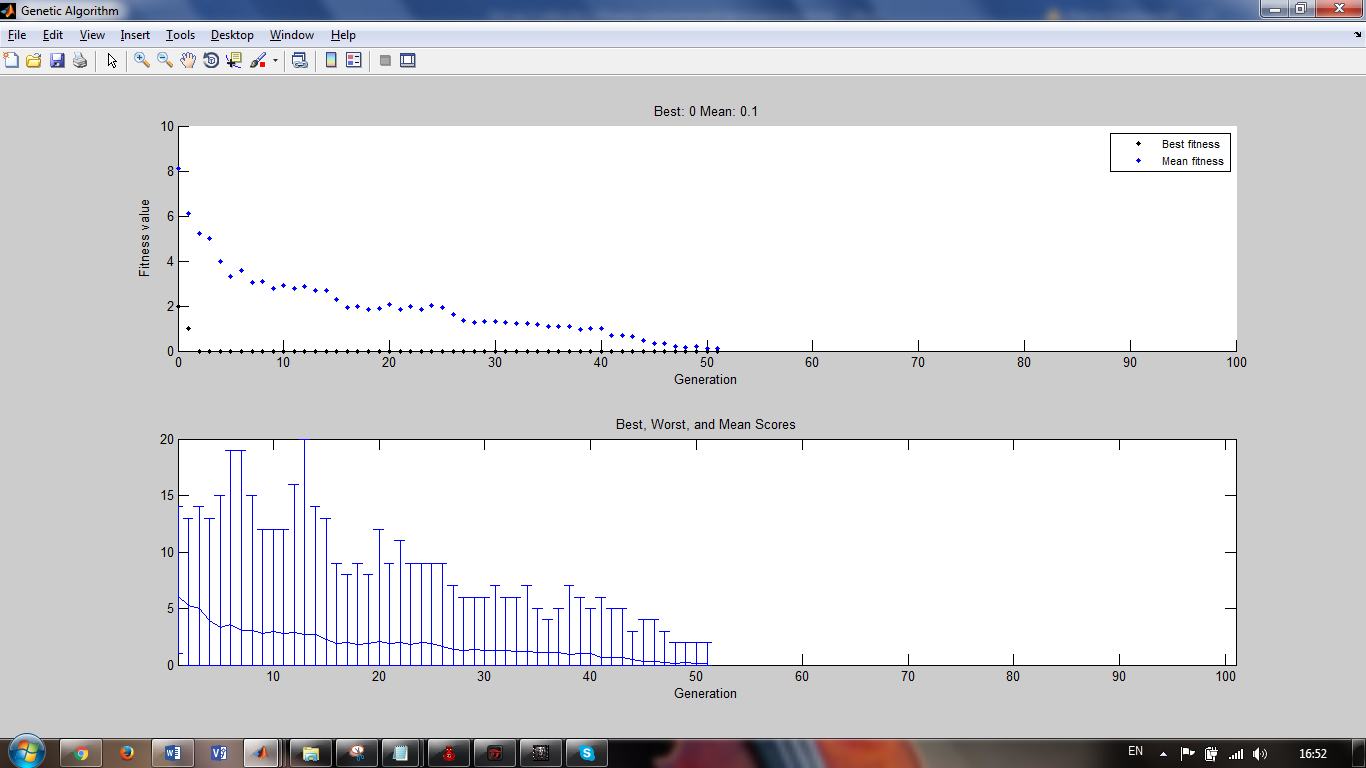 Genetic Algorithm
File Edit View Insert Tools Desktop Window Help
Best: 0 Mean: 0.1
10
8
6
4
2
0
Fitness value
Best fitness
Mean fitness
0 10 20 30 40 50 60 70 80 90 100
Generation
Best, Worst, and Mean Scores
20
15
10
5
0
10 20 30 40 50 60 70 80 90 100
Generation
EN 16:52